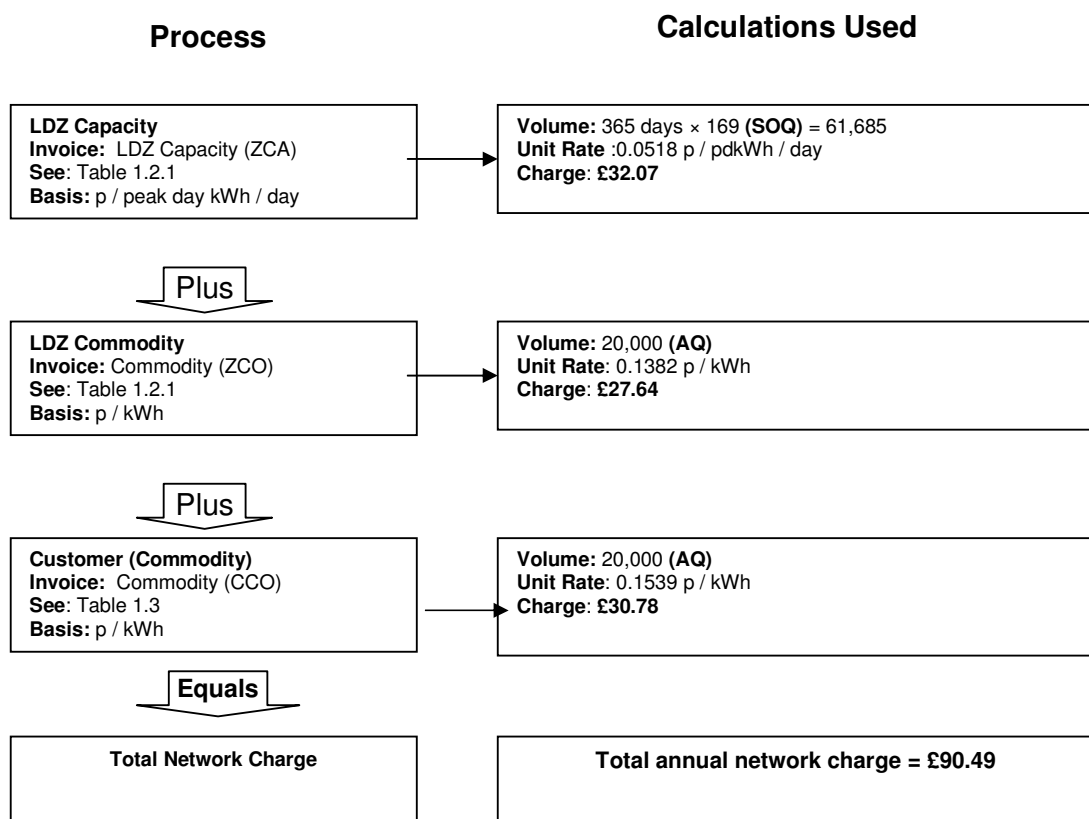 Process
Calculations Used
LDZ Capacity
Invoice: LDZ Capacity (ZCA)
See: Table 1.2.1
Basis: p / peak day kWh / day
Volume: 365 days × 169 (SOQ) = 61,685
Unit Rate :0.0518 p / pdkWh / day
Charge: £32.07
Plus
LDZ Commodity
Invoice: Commodity (ZCO)
See: Table 1.2.1
Basis: p / kWh
Volume: 20,000 (AQ)
Unit Rate: 0.1382 p / kWh
Charge: £27.64
Plus
Customer (Commodity)
Invoice: Commodity (CCO)
See: Table 1.3
Basis: p / kWh
Volume: 20,000 (AQ)
Unit Rate: 0.1539 p / kWh
Charge: £30.78
Equals
Total Network Charge
Total annual network charge = £90.49